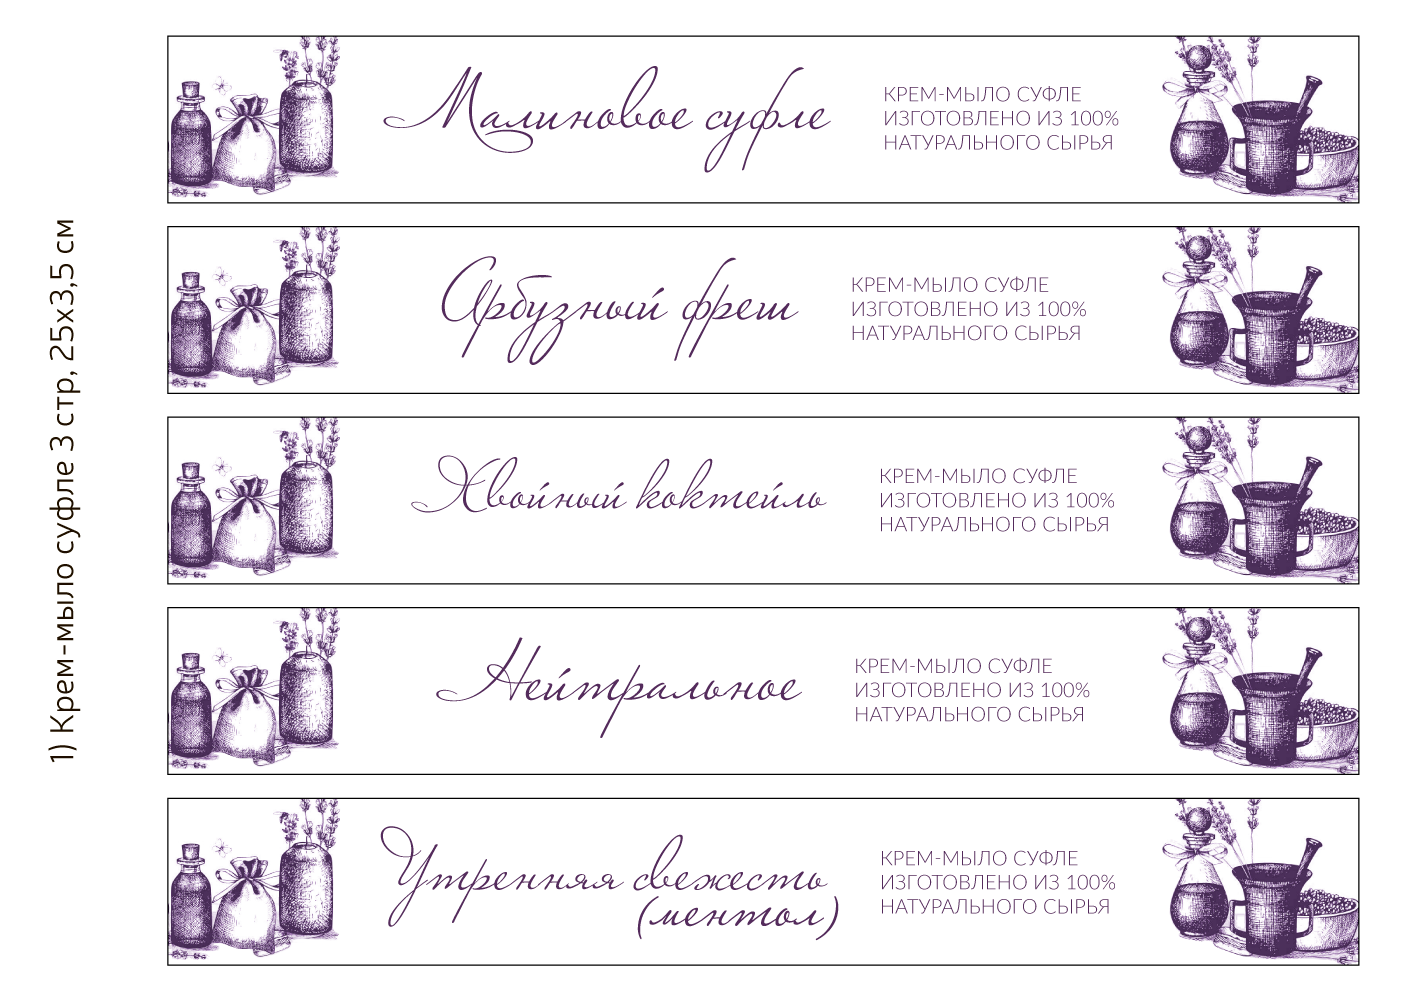 1) Крем-мыло суфле 3 стр, 25х3,5 см
Малиновое суфле
КРЕМ-МЫЛО СУФЛЕ
ИЗГОТОВЛЕНО ИЗ 100%
НАТУРАЛЬНОГО СЫРЬЯ
Арбузный фреш
КРЕМ-МЫЛО СУФЛЕ
ИЗГОТОВЛЕНО ИЗ 100%
НАТУРАЛЬНОГО СЫРЬЯ
Хвойный коктейль
КРЕМ-МЫЛО СУФЛЕ
ИЗГОТОВЛЕНО ИЗ 100%
НАТУРАЛЬНОГО СЫРЬЯ
Нейтральное
КРЕМ-МЫЛО СУФЛЕ
ИЗГОТОВЛЕНО ИЗ 100%
НАТУРАЛЬНОГО СЫРЬЯ
Утренняя свежесть
(ментол)
КРЕМ-МЫЛО СУФЛЕ
ИЗГОТОВЛЕНО ИЗ 100%
НАТУРАЛЬНОГО СЫРЬЯ